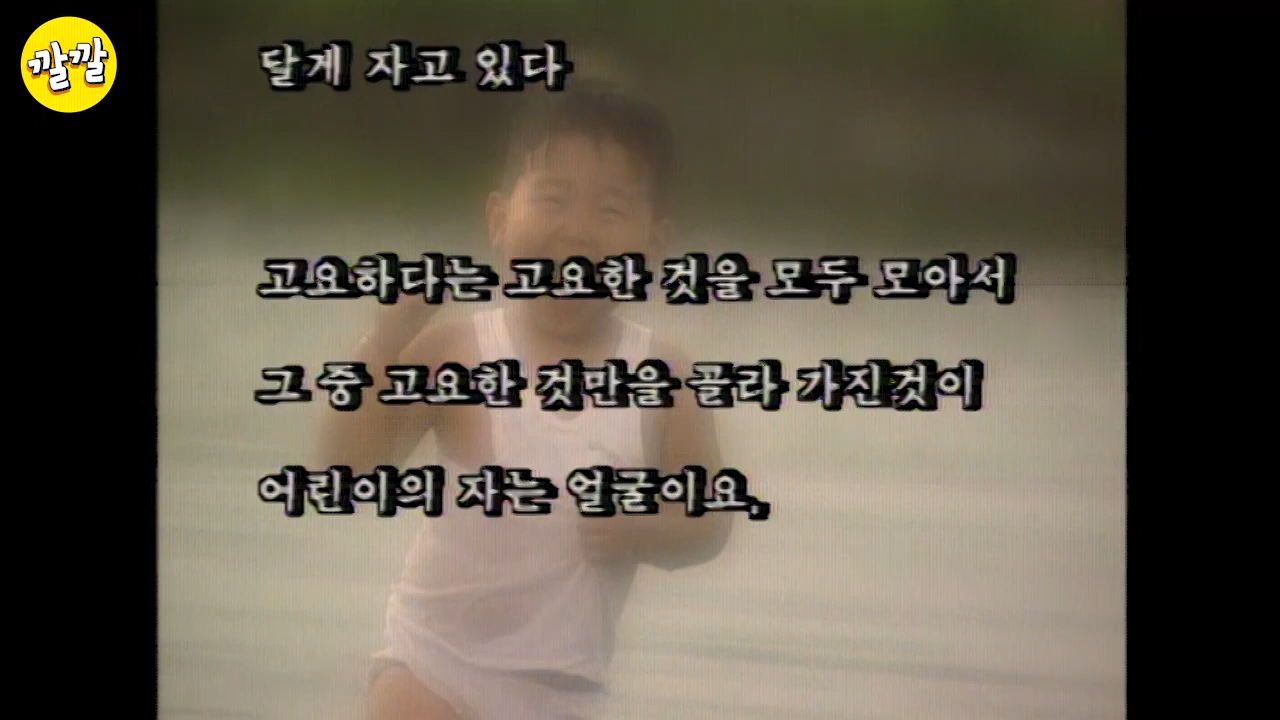 깔깔
달게 자고 있다
고요하다는 고요한 것을 모두 모아서
그 중 고요한 것만을 골라 가진것이
어린이의 자는 얼굴이요,